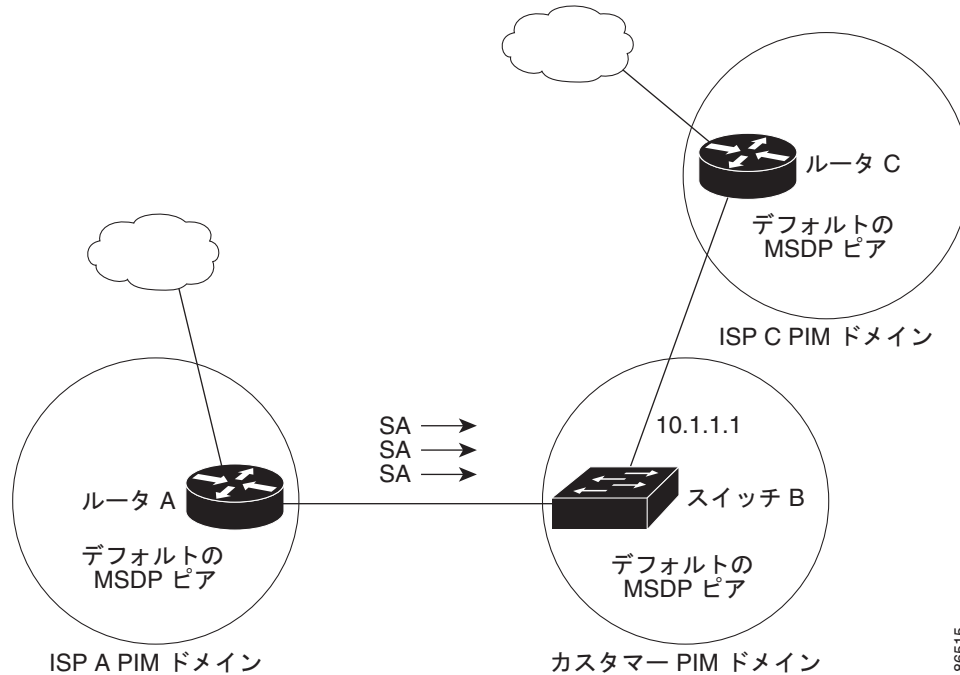 ルータ C
デフォルトの
MSDP ピア
ISP C PIM ドメイン
SA
SA
SA
10.1.1.1
ルータ A
スイッチ B
デフォルトの
MSDP ピア
デフォルトの
MSDP ピア
ISP A PIM ドメイン
カスタマー PIM ドメイン
86515